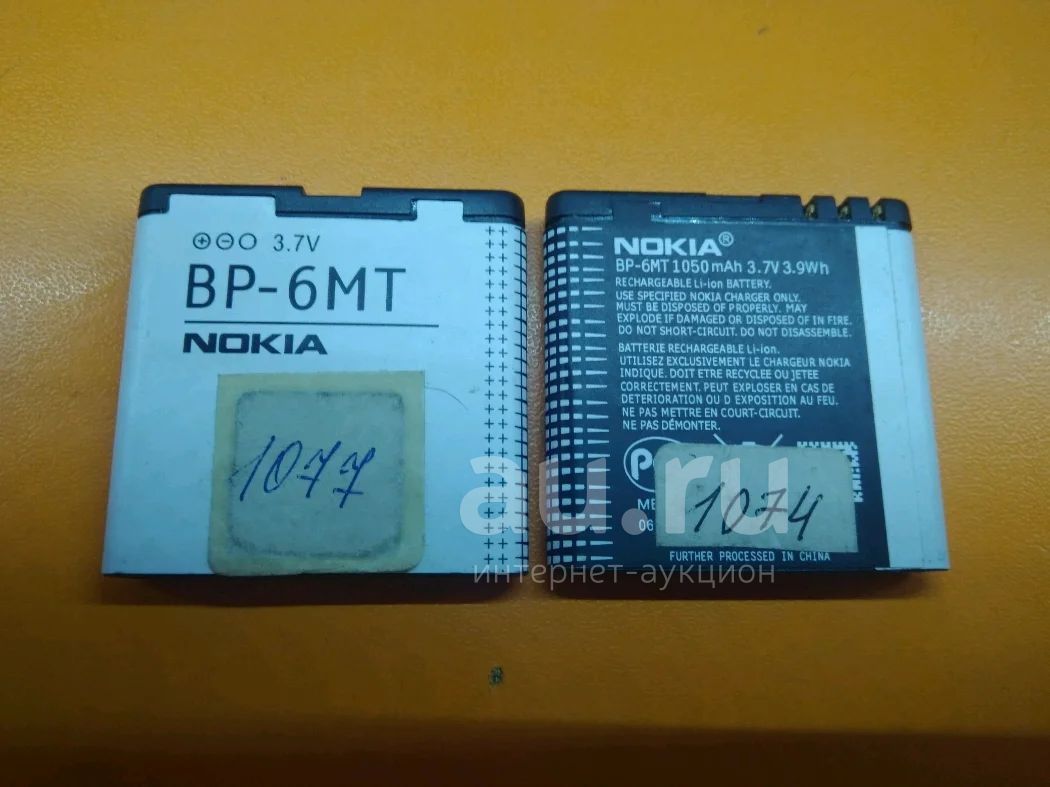 3.7V
BP-6MT
NOKIA
1077
NOKIA®
BP-6MT 1050mAh 3.7V 3.9Wh
RECHARGEABLE Li-ion BATTERY.
USE SPECIFIED NOKIA CHARGER ONLY.
MUST BE DISPOSED OF PROPERLY. MAY
EXPLODE IF DAMAGED OR DISPOSED OF IN FIRE.
DO NOT SHORT-CIRCUIT. DO NOT DISASSEMBLE.
BATTERIE RECHARGEABLE Li-ion.
UTILISEZ EXCLUSIVEMENT LE CHARGEUR NOKIA
INDIQUE. DOIT ETRE RECYCLEE OU JETEE
CORRECTEMENT. PEUT EXPLOSER EN CAS DE
DETERIORATION OU D EXPOSITION AU FEU.
NE PAS METTRE EN COURT-CIRCUIT.
NE PAS DÉMONTER.
1074
FURTHER PROCESSED IN CHINA
au.ru
интернет-аукцион